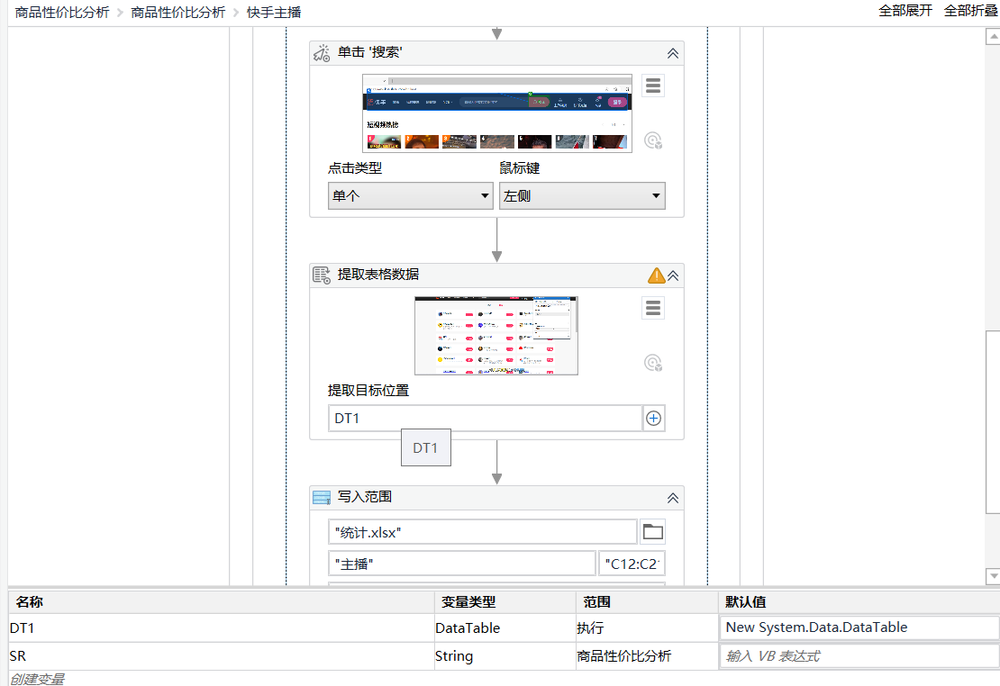 商品性价比分析 商品性价比分析 快手主播 全部展开 全部折叠
单击 '搜索'
短视频热榜
点击类型 鼠标键
单个 左侧
提取表格数据
提取目标位置
DT1
DT1
写入范围
"统计.xlsx"
"主播" "C12:C2
名称 变量类型 范围 默认值
DT1 DataTable 执行 New System.Data.DataTable
SR String 商品性价比分析 输入 VB 表达式
创建变量